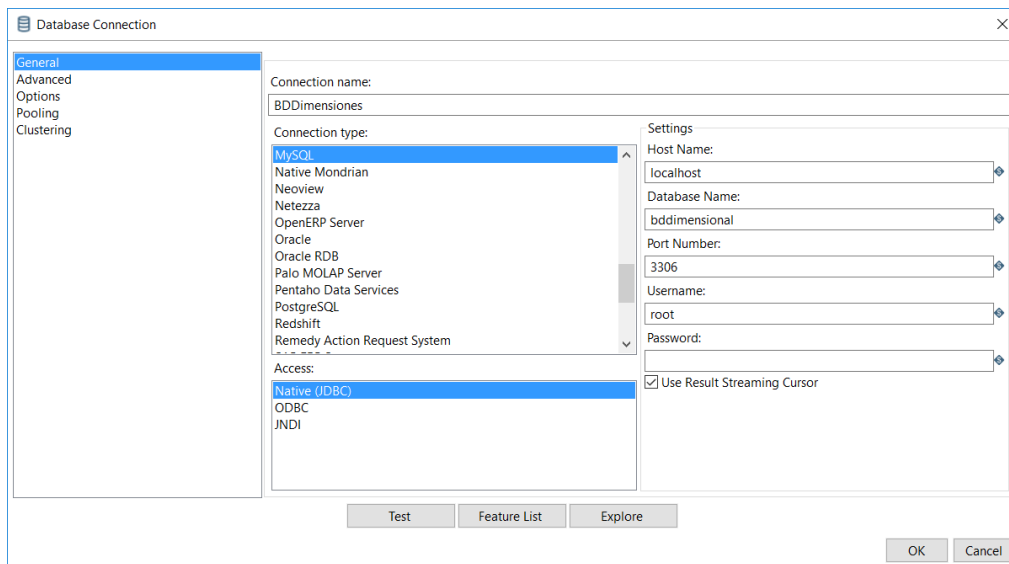 Database Connection
General
Advanced
Options
Pooling
Clustering
Connection name:
BDDimensiones
Connection type:
MySQL
Native Mondrian
Neoview
Netezza
OpenERP Server
Oracle
Oracle RDB
Palo MOLAP Server
Pentaho Data Services
PostgreSQL
Redshift
Remedy Action Request System
Access:
Native (JDBC)
ODBC
JNDI
Settings
Host Name:
localhost
Database Name:
bddimensional
Port Number:
3306
Username:
root
Password:
Use Result Streaming Cursor
Test
Feature List
Explore
OK
Cancel